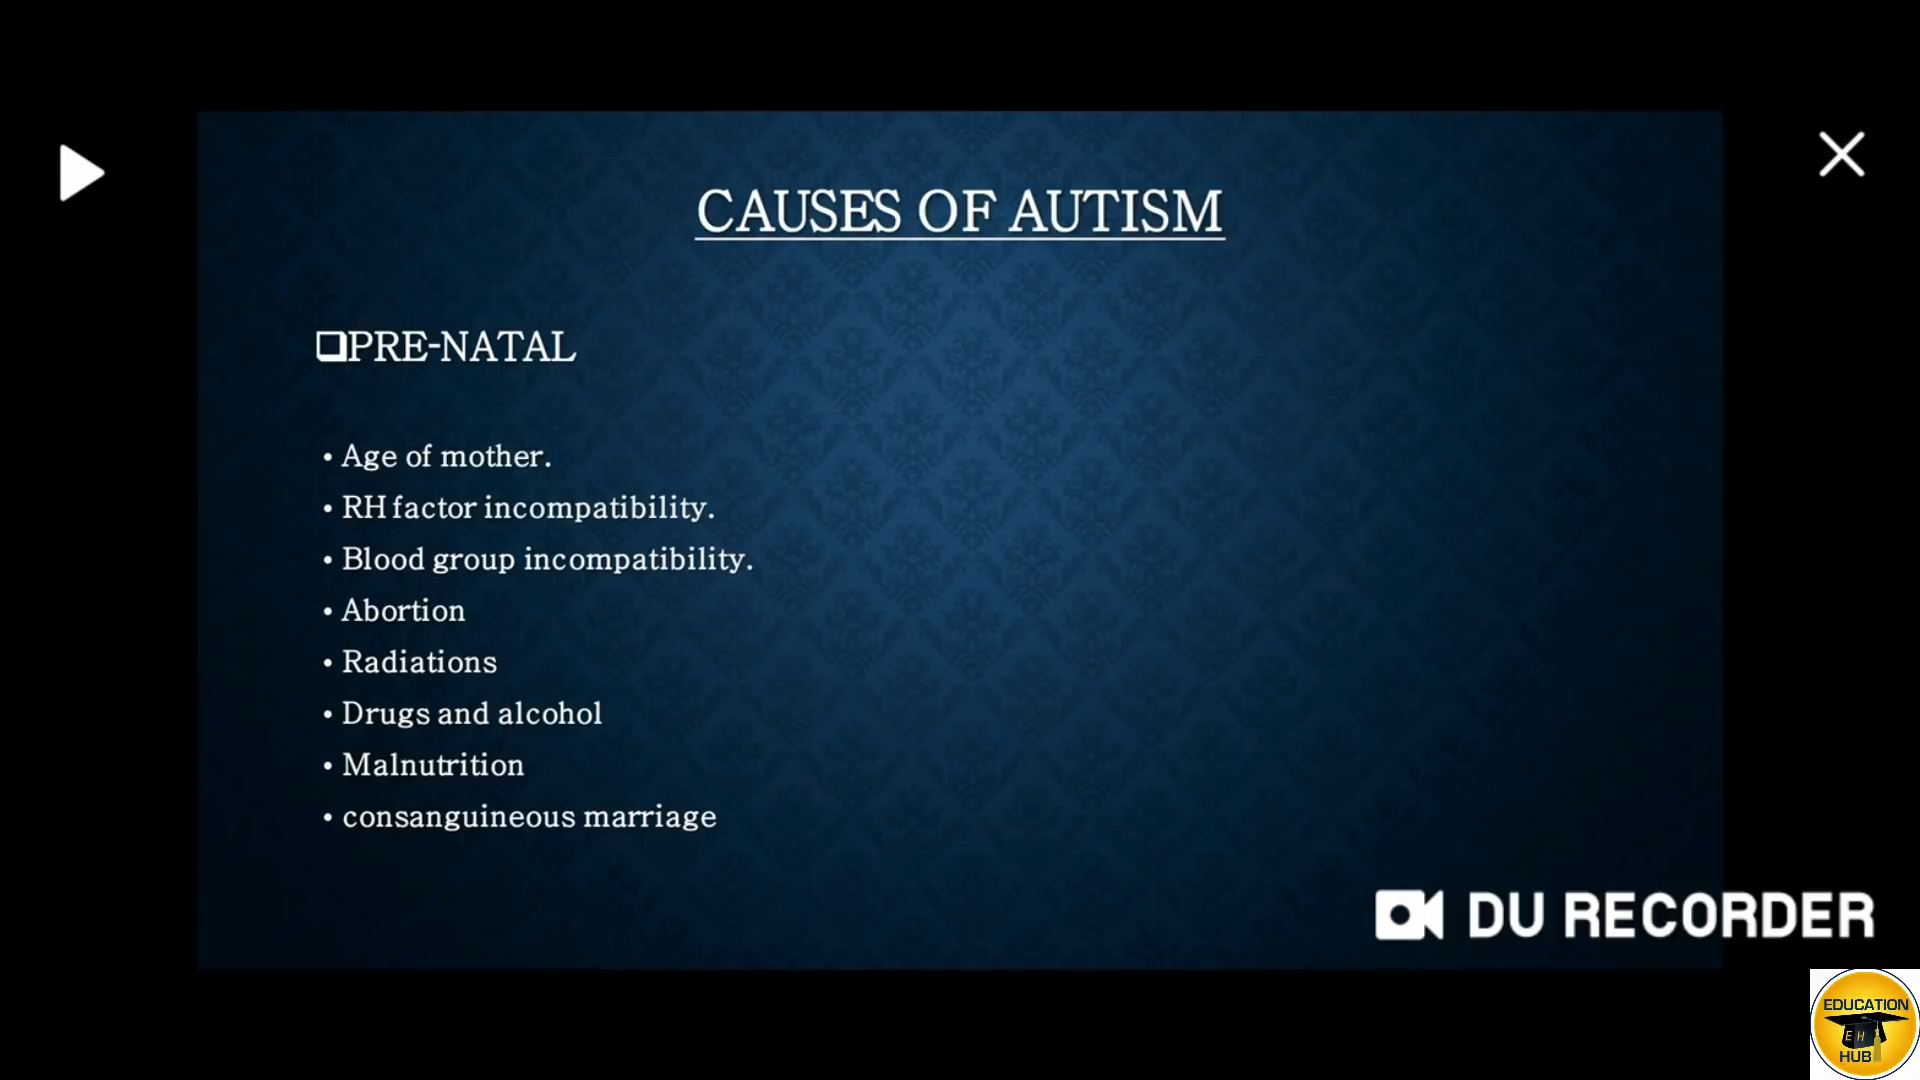 CAUSES OF AUTISM
❑PRE-NATAL
• Age of mother.
• RH factor incompatibility.
• Blood group incompatibility.
• Abortion
• Radiations
• Drugs and alcohol
• Malnutrition
• consanguineous marriage
DU RECORDER
EDUCATION
E H
HUB